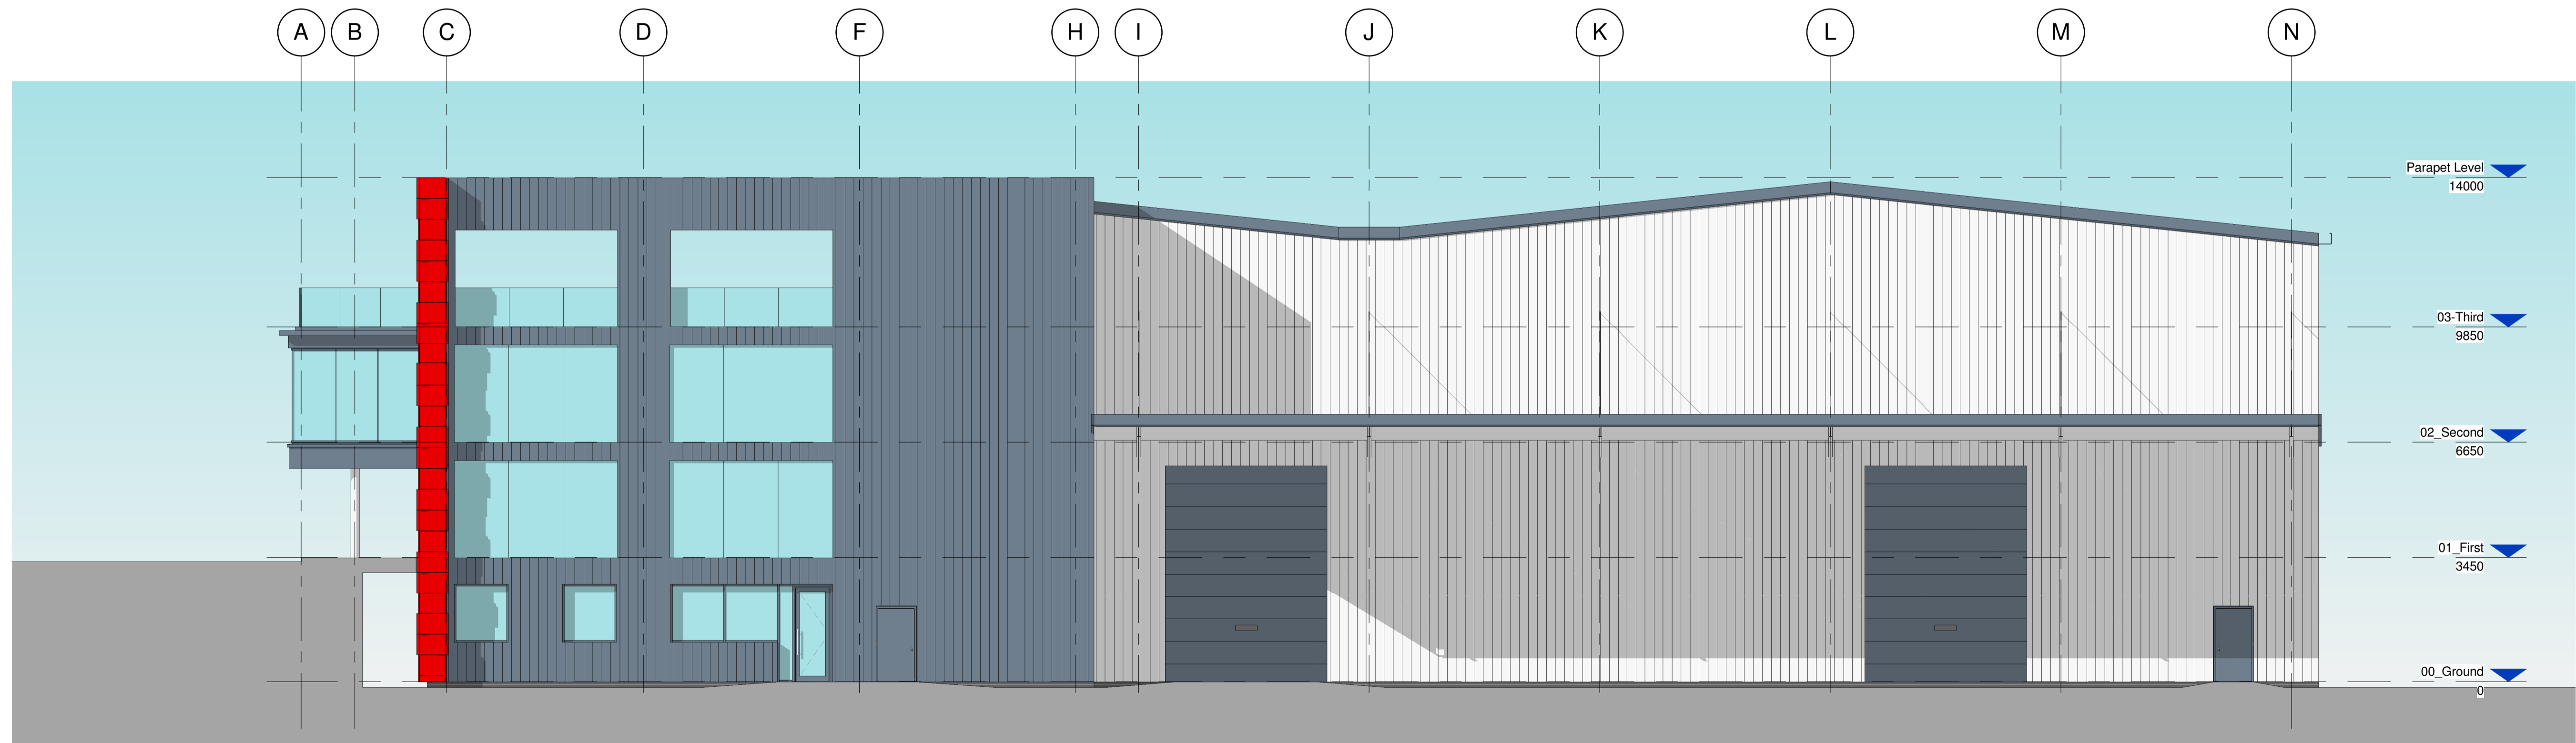 A B C D F H I J K L M N
Parapet Level
14000
03-Third
9850
02_Second
6650
01_First
3450
00_Ground
0